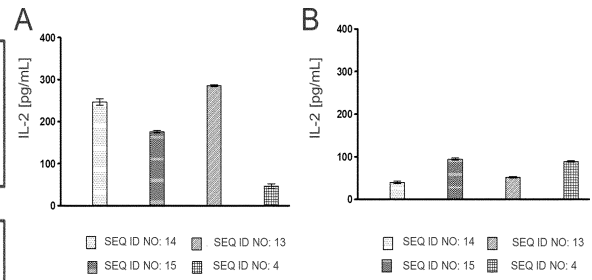 A
400
300
200
100
0
IL-2 [pg/mL]
SEQ ID NO: 14
SEQ ID NO: 13
SEQ ID NO: 15
SEQ ID NO: 4
B
400
300
200
100
0
IL-2 [pg/mL]
SEQ ID NO: 14
SEQ ID NO: 13
SEQ ID NO: 15
SEQ ID NO: 4